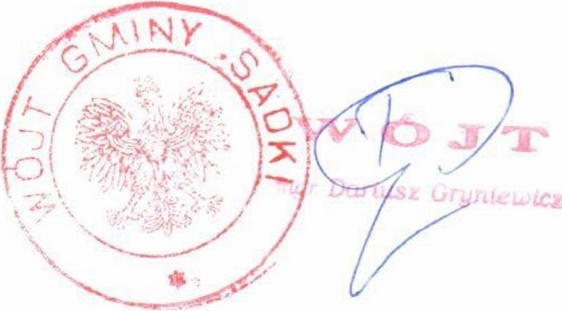 WÓJT GMINY SADKI
WÓJT
mgr Dariusz Gryniewicz